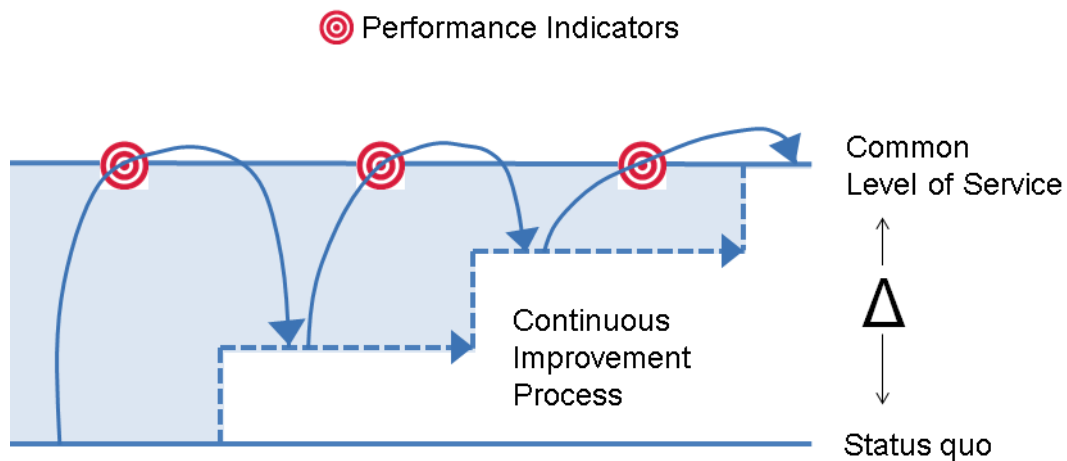 Performance Indicators
Common
Level of Service
Δ
Continuous
Improvement
Process
Status quo